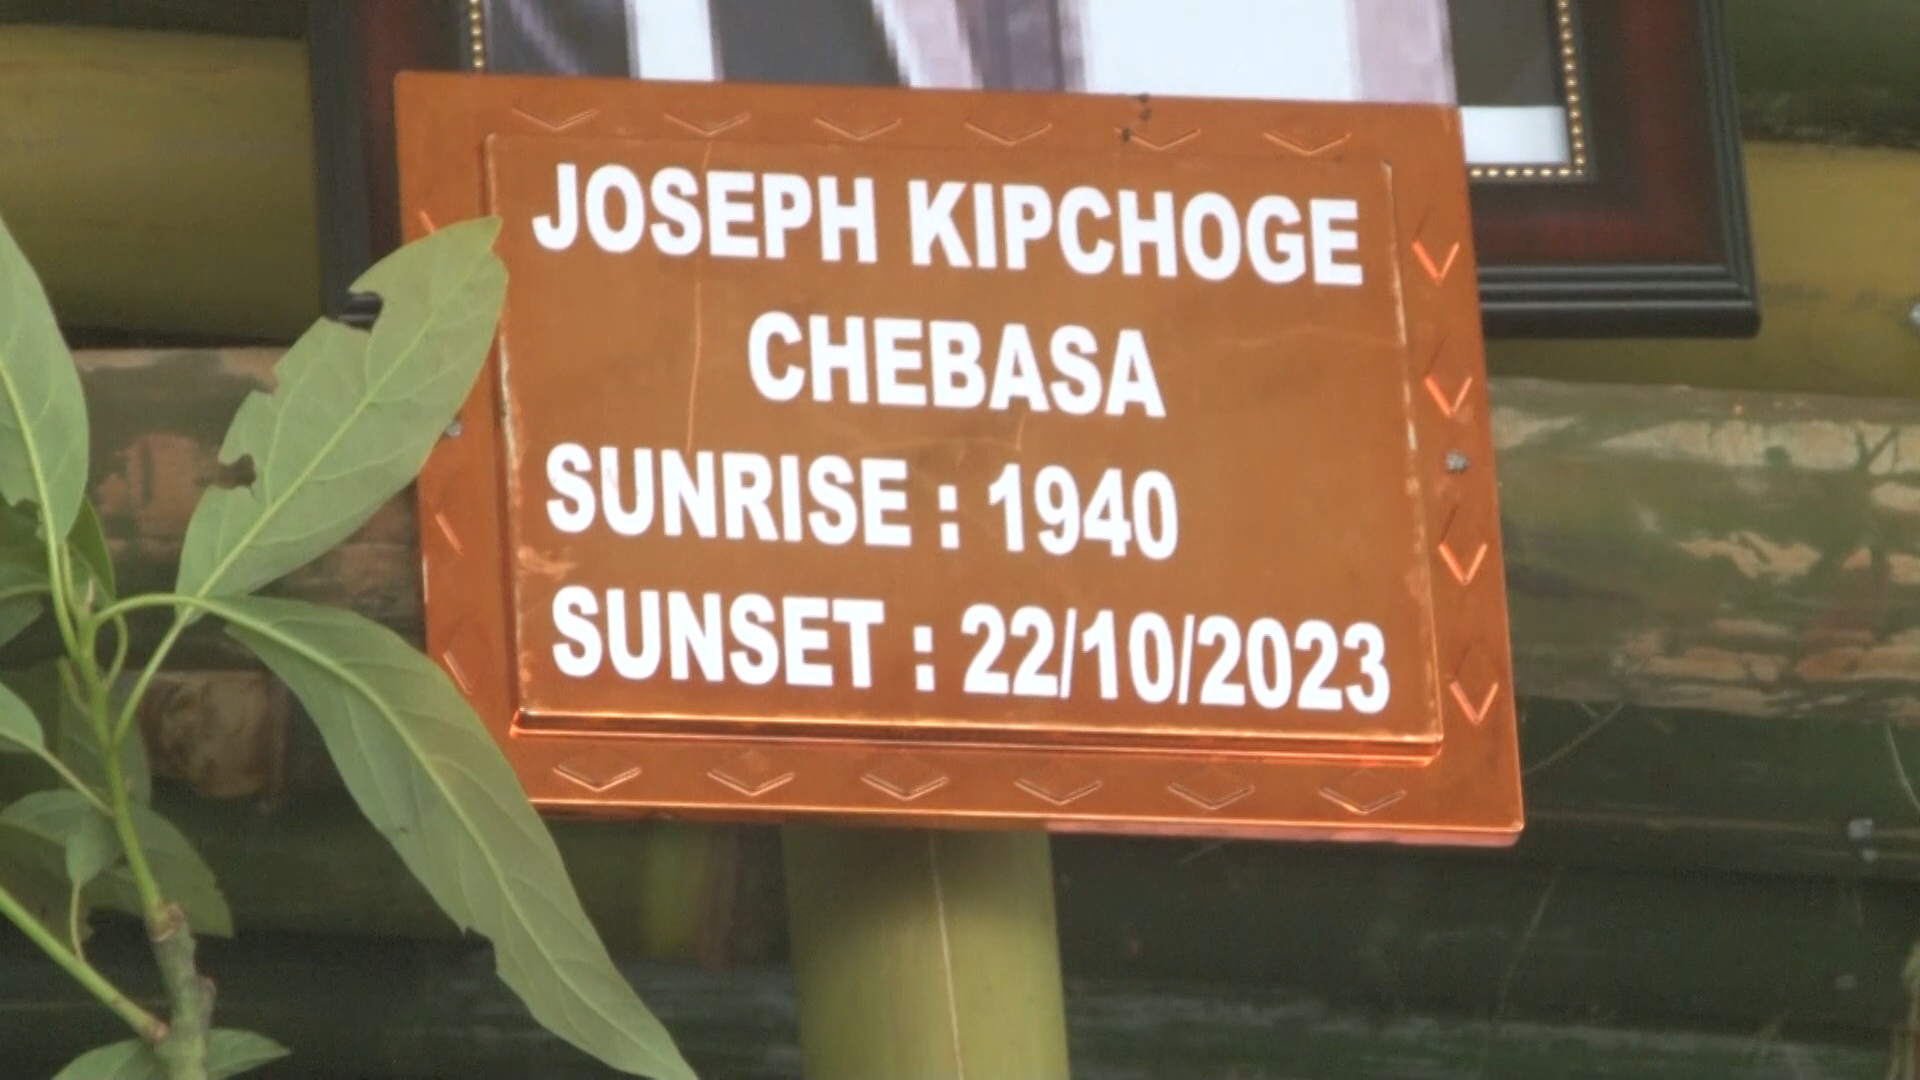 JOSEPH KIPCHOGE
CHEBASA
SUNRISE : 1940
SUNSET : 22/10/2023